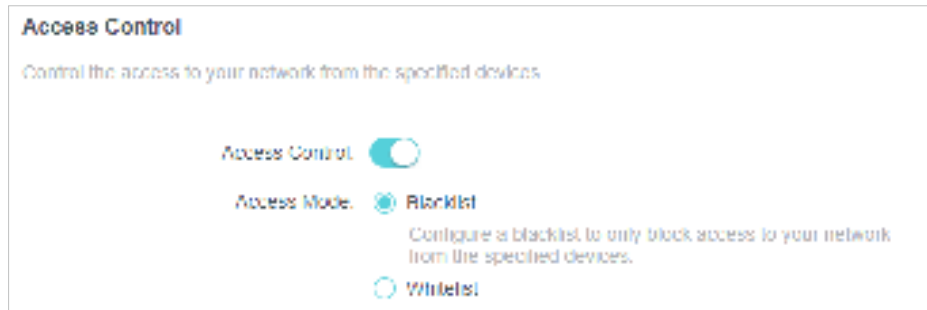 Access Control
Control the access to your network from the specified devices
Access Control:
Access Mode:
Blacklist
Configure a blacklist to only block access to your network
from the specified devices.
Whitelist